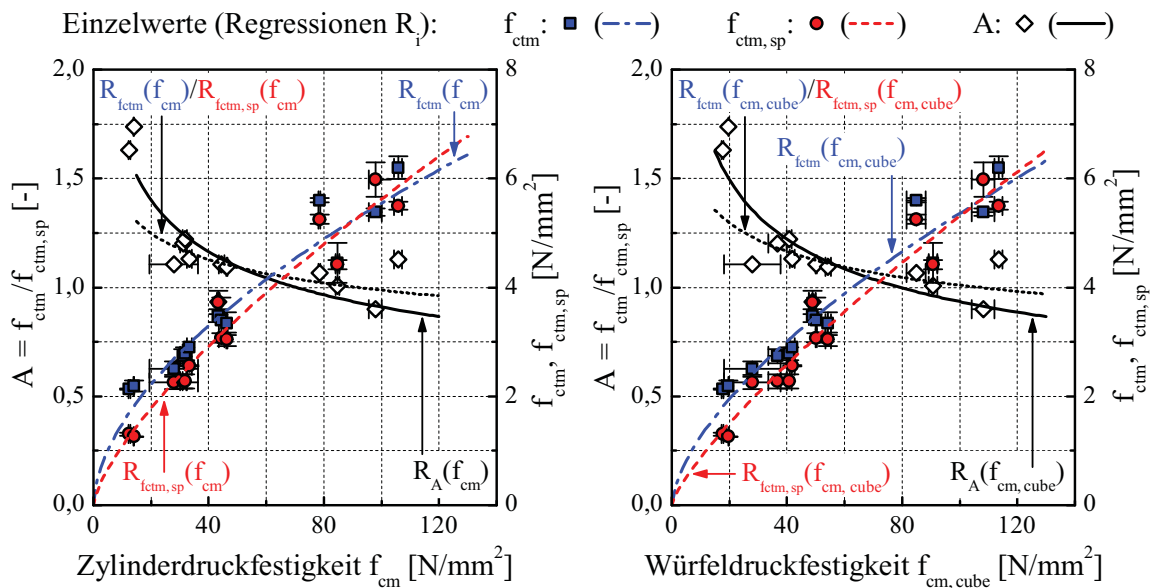 Einzelwerte (Regressionen R_i): f_ctm: (—·—) f_ctm,sp: (-----) A: (——)
2,0
1,5
1,0
0,5
0,0
A = f_ctm/f_ctm,sp [-]
R_fctm(f_cm)/R_fctm,sp(f_cm)
R_fctm(f_cm)
R_fctm,sp(f_cm)
R_A(f_cm)
8
6
4
2
0
f_ctm, f_ctm,sp [N/mm²]
0 40 80 120
Zylinderdruckfestigkeit f_cm [N/mm²]
2,0
1,5
1,0
0,5
0,0
A = f_ctm/f_ctm,sp [-]
R_fctm(f_cm,cube)/R_fctm,sp(f_cm,cube)
R_fctm(f_cm,cube)
R_fctm,sp(f_cm,cube)
R_A(f_cm,cube)
8
6
4
2
0
f_ctm, f_ctm,sp [N/mm²]
0 40 80 120
Würfeldruckfestigkeit f_cm,cube [N/mm²]